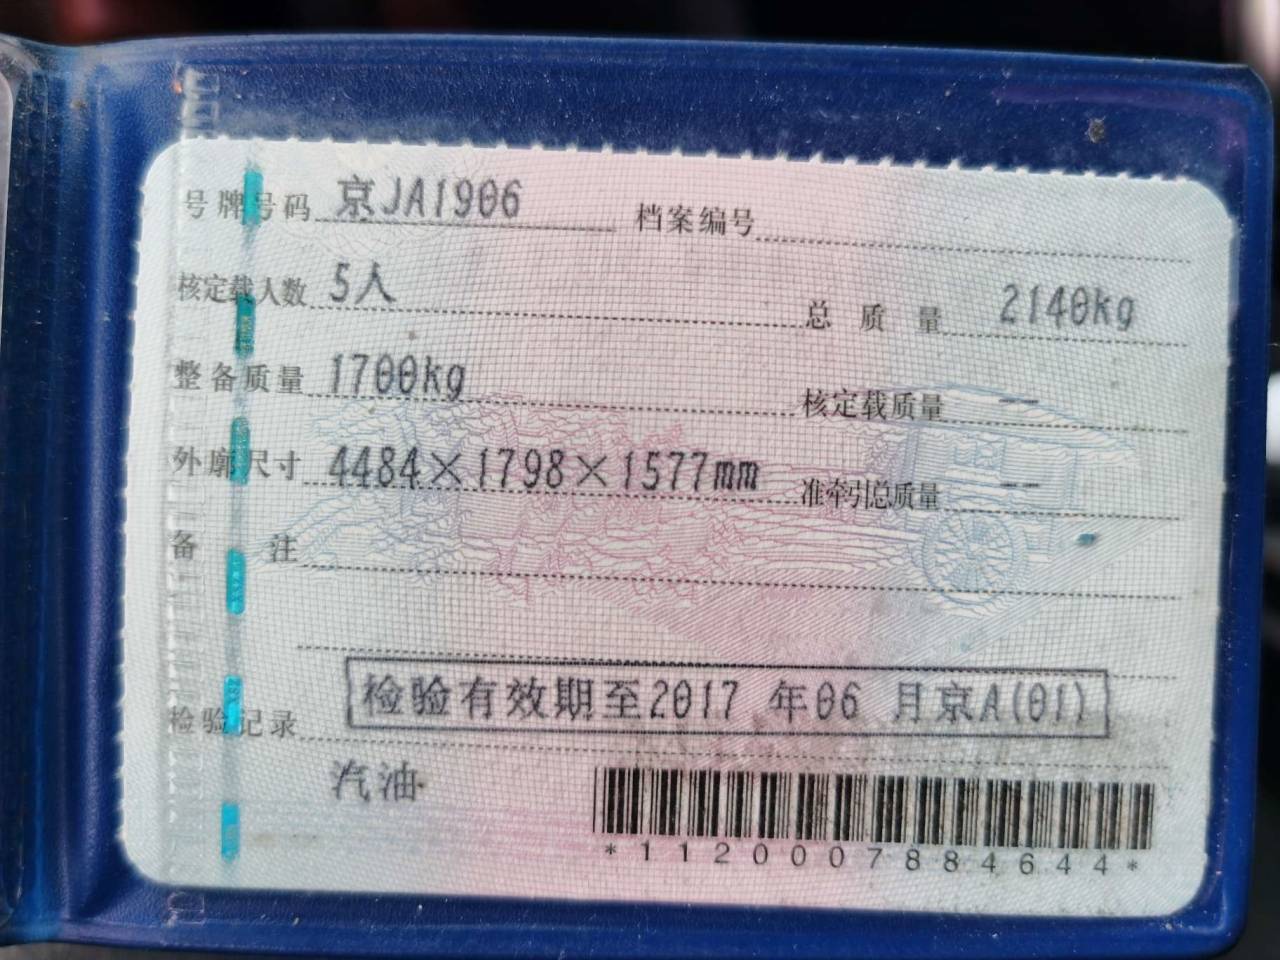 号牌号码 京JA1906 档案编号
核定载人数 5人 总质量 2140kg
整备质量 1700kg 核定载质量 --
外廓尺寸 4484×1798×1577mm 准牵引总质量 --
备注
检验记录 检验有效期至2017 年06 月京A(01)
汽油
*1120007884644*